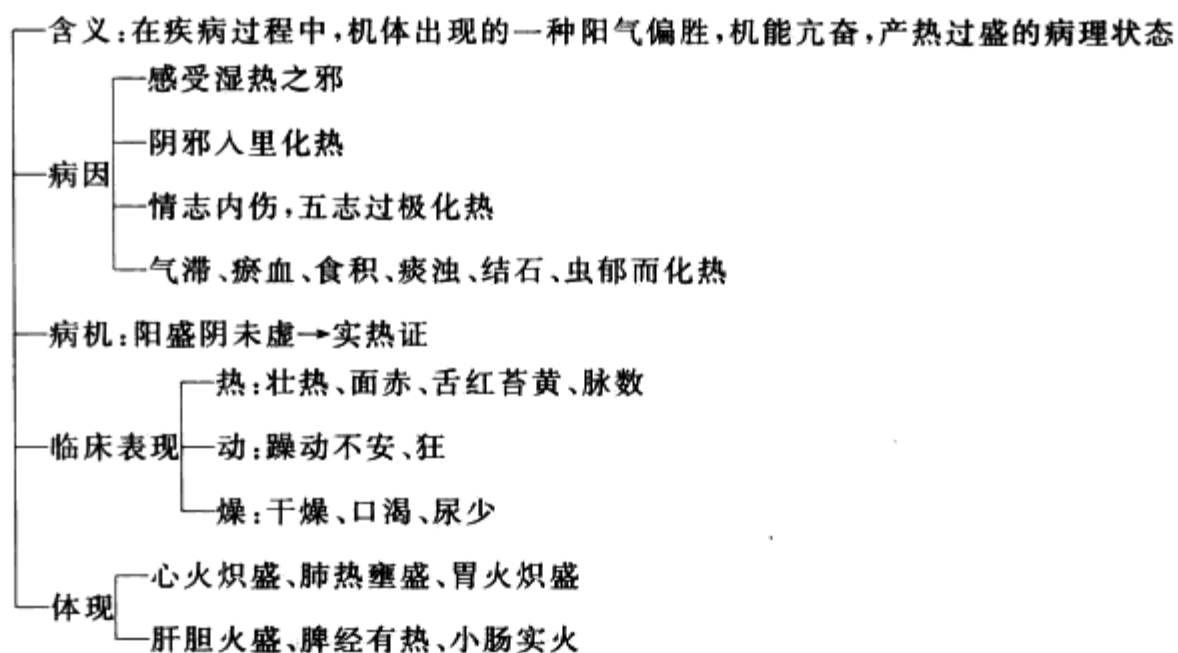 含义:在疾病过程中,机体出现的一种阳气偏胜,机能亢奋,产热过盛的病理状态
病因
感受湿热之邪
阴邪人里化热
情志内伤,五志过极化热
气滞、瘀血、食积、痰浊、结石、虫郁而化热
病机:阳盛阴未虚→实热证
临床表现
热:壮热、面赤、舌红苔黄、脉数
动:躁动不安、狂
燥:干燥、口渴、尿少
体现
心火炽盛、肺热壅盛、胃火炽盛
肝胆火盛、脾经有热、小肠实火